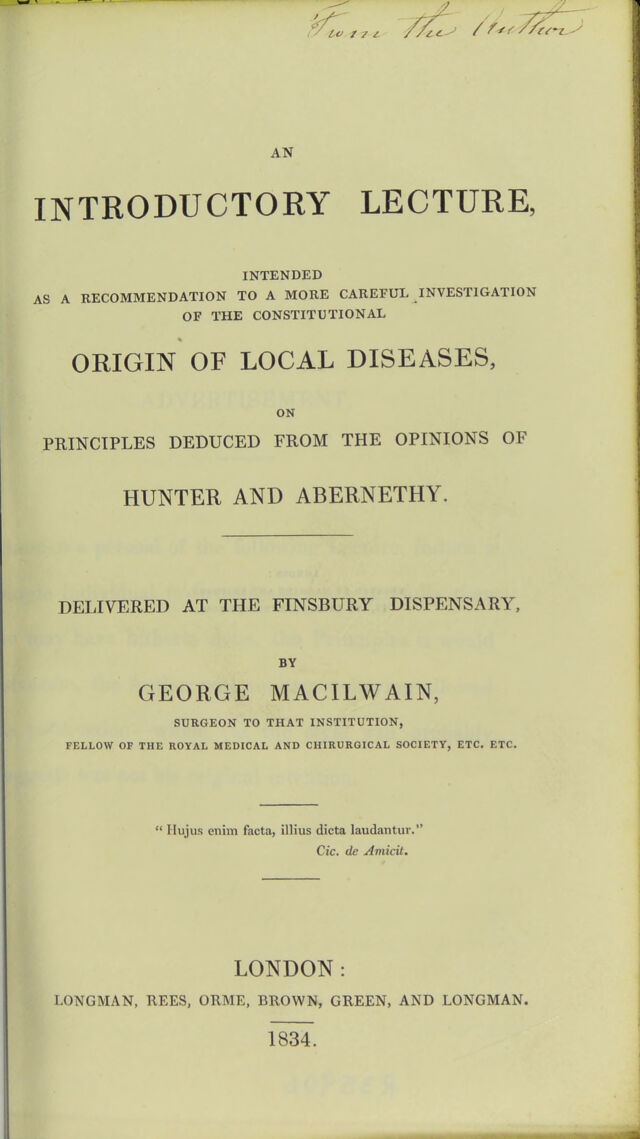 From the Author
AN
INTRODUCTORY LECTURE,
INTENDED
AS A RECOMMENDATION TO A MORE CAREFUL INVESTIGATION
OF THE CONSTITUTIONAL
ORIGIN OF LOCAL DISEASES,
ON
PRINCIPLES DEDUCED FROM THE OPINIONS OF
HUNTER AND ABERNETHY.
DELIVERED AT THE FINSBURY DISPENSARY,
BY
GEORGE MACILWAIN,
SURGEON TO THAT INSTITUTION,
FELLOW OF THE ROYAL MEDICAL AND CHIRURGICAL SOCIETY, ETC. ETC.
“ Hujus enim facta, illius dicta laudantur.”
Cic. de Amicit.
LONDON :
LONGMAN, REES, ORME, BROWN, GREEN, AND LONGMAN.
1834.